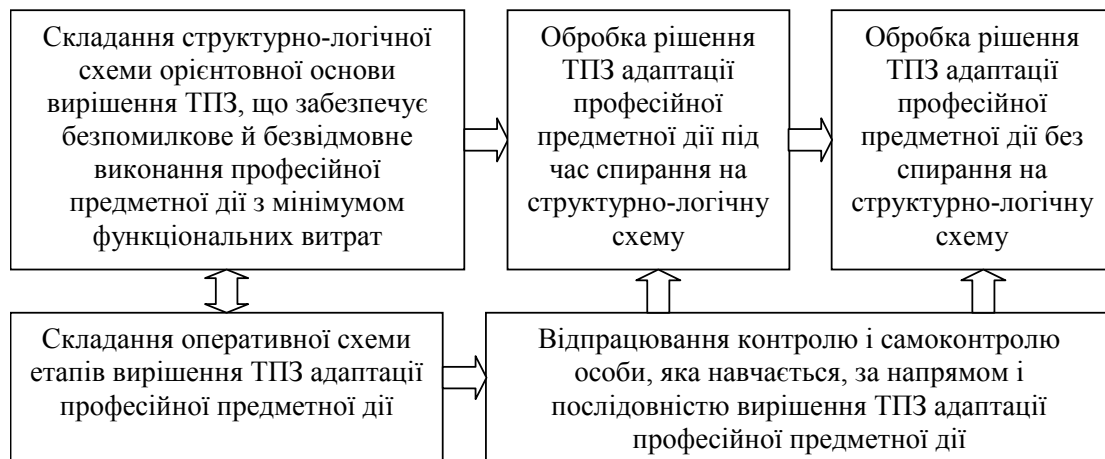 Складання структурно-логічної
схеми орієнтовної основи
вирішення ТПЗ, що забезпечує
безпомилкове й безвідмовне
виконання професійної
предметної дії з мінімумом
функціональних витрат
Обробка рішення
ТПЗ адаптації
професійної
предметної дії під
час спирання на
структурно-логічну
схему
Обробка рішення
ТПЗ адаптації
професійної
предметної дії без
спирання на
структурно-логічну
схему
Складання оперативної схеми
етапів вирішення ТПЗ адаптації
професійної предметної дії
Відпрацювання контролю і самоконтролю
особи, яка навчається, за напрямом і
послідовністю вирішення ТПЗ адаптації
професійної предметної дії